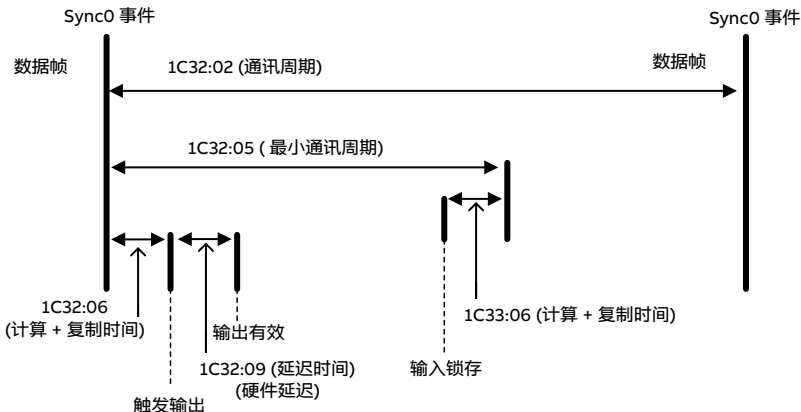 Sync0 事件
Sync0 事件
数据帧
1C32:02 (通讯周期)
数据帧
1C32:05 ( 最小通讯周期)
1C32:06
(计算 + 复制时间)
输出有效
1C33:06 (计算 + 复制时间)
1C32:09 (延迟时间)
(硬件延迟)
输入锁存
触发输出